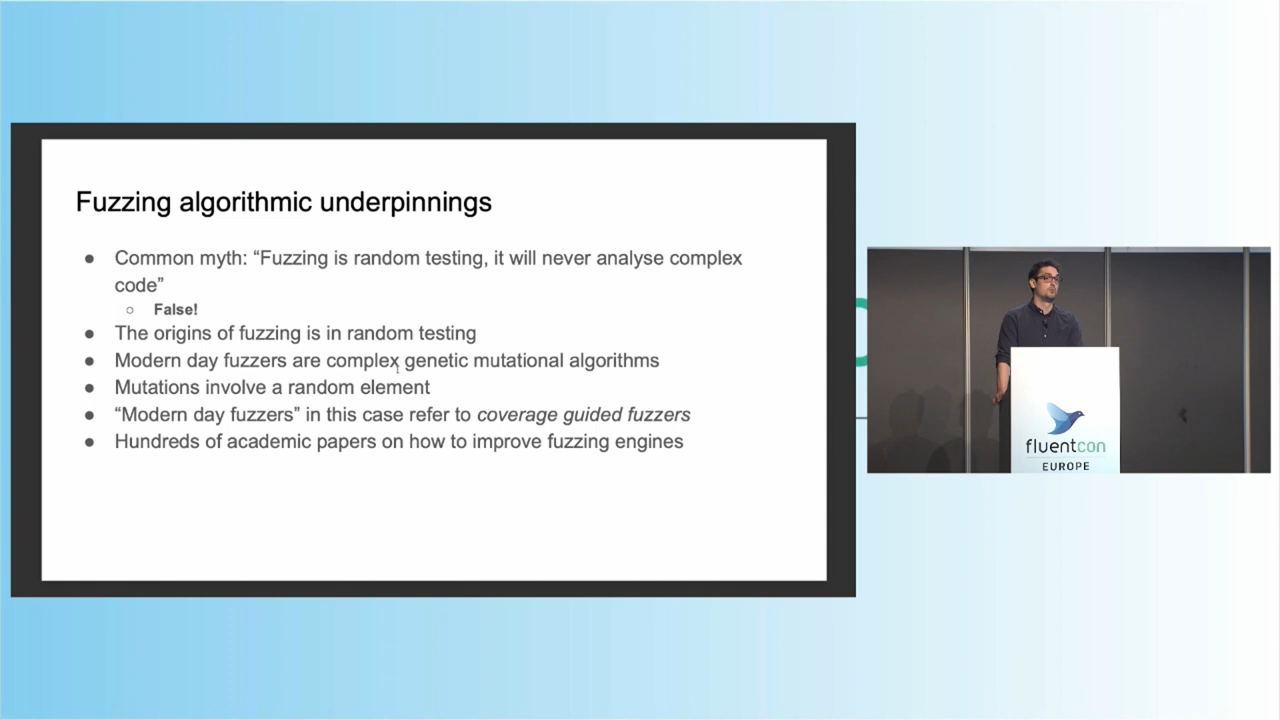 Fuzzing algorithmic underpinnings
● Common myth: “Fuzzing is random testing, it will never analyse complex
code”
○ False!
● The origins of fuzzing is in random testing
● Modern day fuzzers are complex genetic mutational algorithms
● Mutations involve a random element
● “Modern day fuzzers” in this case refer to coverage guided fuzzers
● Hundreds of academic papers on how to improve fuzzing engines
fluentcon
EUROPE